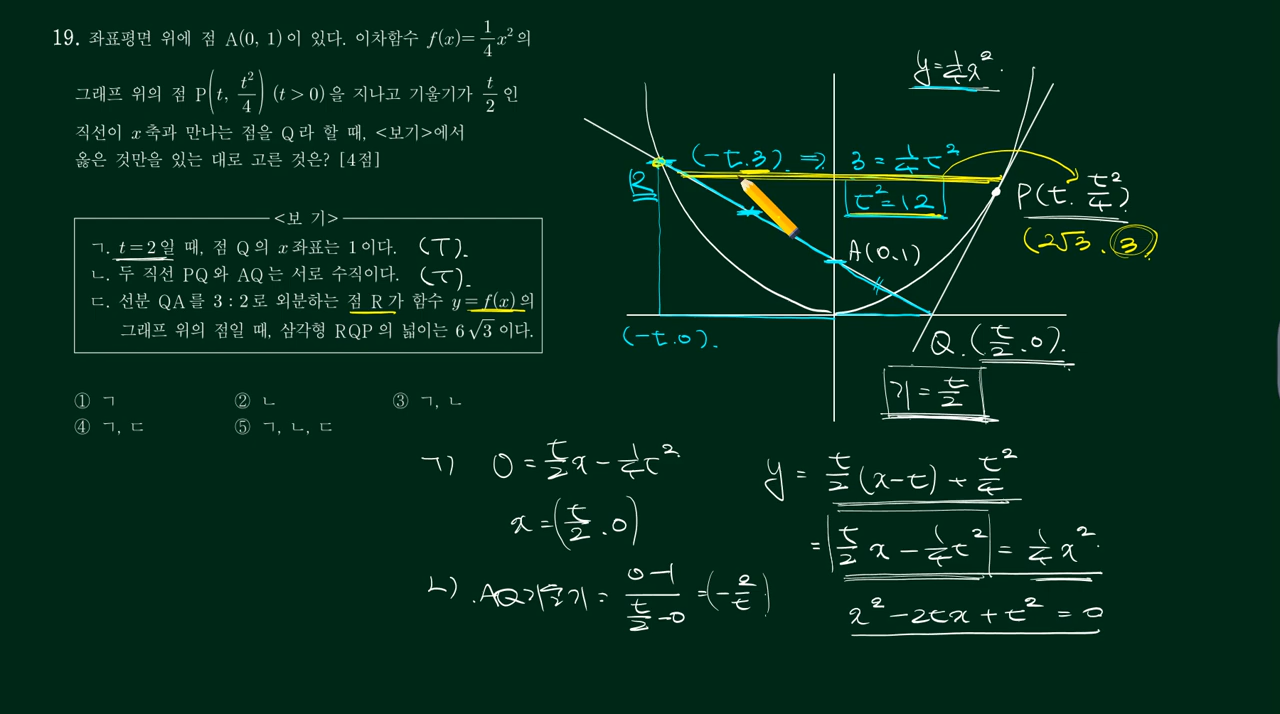 19. 좌표평면 위에 점 A(0, 1)이 있다. 이차함수 f(x)=1/4x²의
그래프 위의 점 P(t, t²/4) (t>0)을 지나고 기울기가 t/2인
직선이 x축과 만나는 점을 Q라 할 때, <보기>에서
옳은 것만을 있는 대로 고른 것은? [4점]
<보 기>
ㄱ. t=2일 때, 점 Q의 x좌표는 1이다. (T).
ㄴ. 두 직선 PQ와 AQ는 서로 수직이다. (T).
ㄷ. 선분 QA를 3 : 2로 외분하는 점 R가 함수 y=f(x)의
그래프 위의 점일 때, 삼각형 RQP의 넓이는 6√3이다.
① ㄱ ② ㄴ ③ ㄱ, ㄴ
④ ㄱ, ㄷ ⑤ ㄱ, ㄴ, ㄷ
y=1/4x².
(-t.3) ⇒ 3=1/4t²
R
t²=12
P(t. t²/4)
(2√3. 3)
A(0.1)
(-t.0).
Q.(t/2.0).
기=t/2
ㄱ) 0=t/2x-1/4t²
x=(t/2.0)
ㄴ).AQ기울기= (0-1)/(t/2-0) =(-2/t)
y= t/2(x-t)+t²/4
= t/2x-1/4t² = 1/4x².
x²-2tx+t²=0